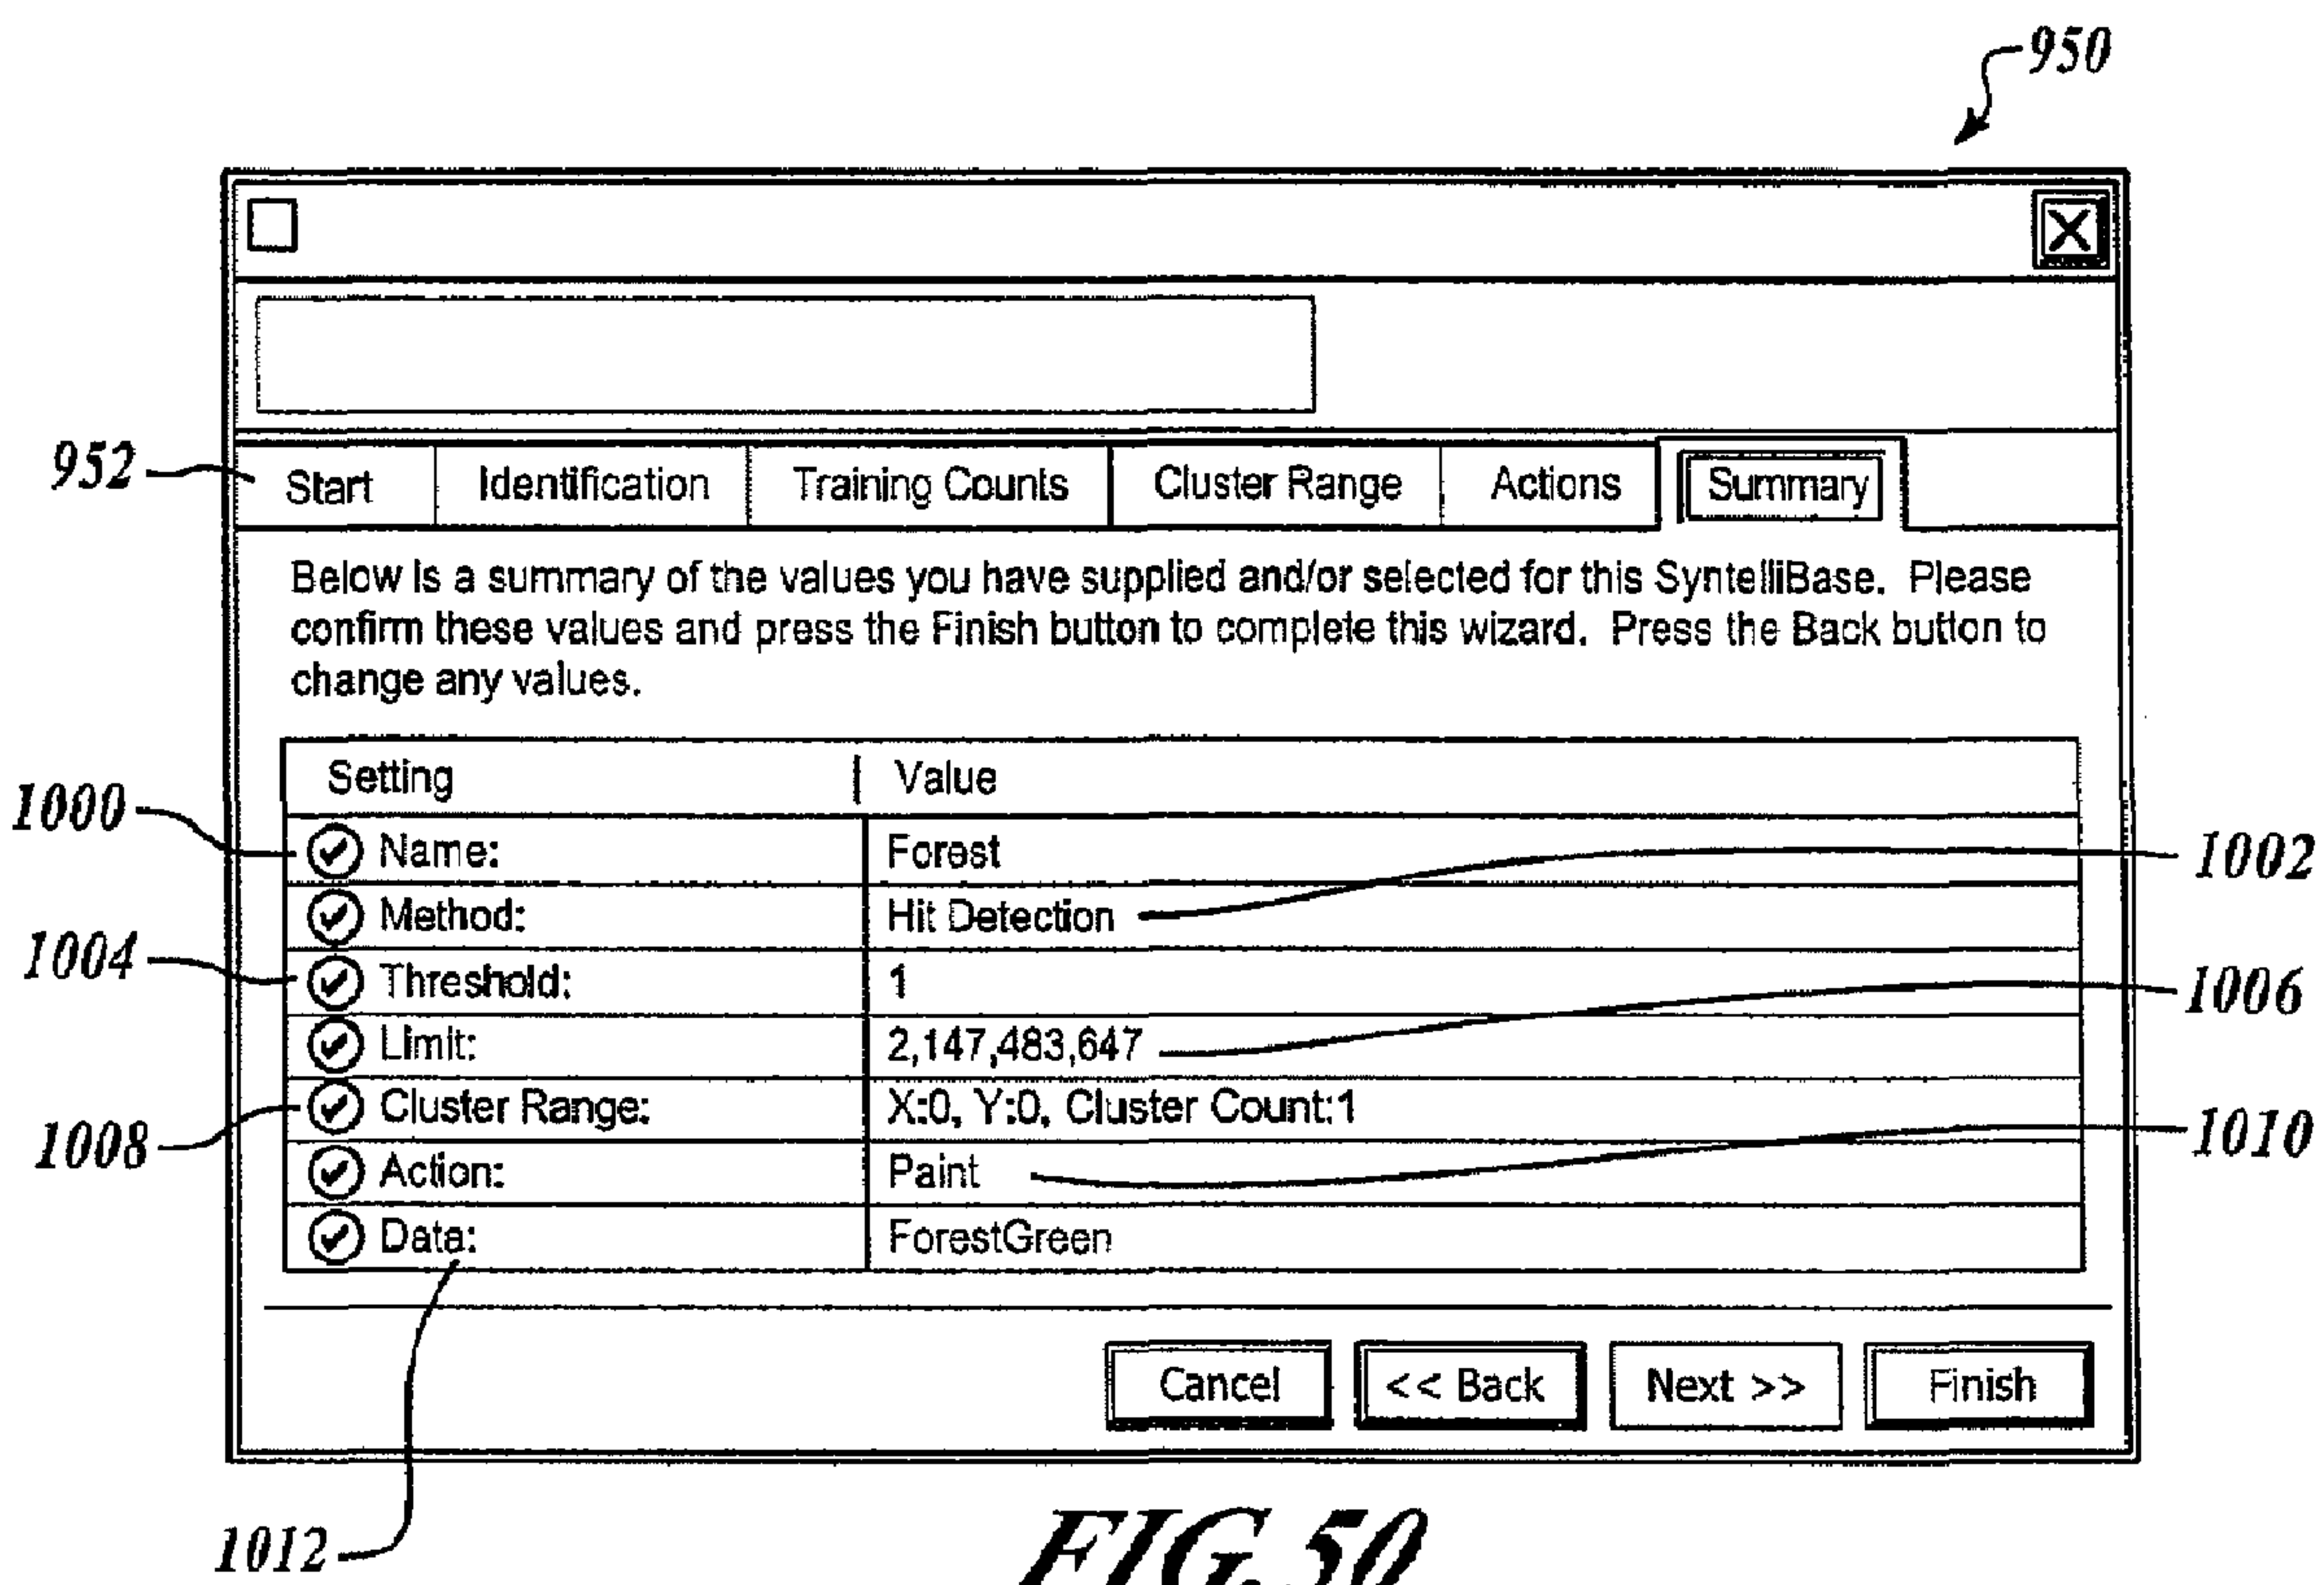 950
952
Start Identification Training Counts Cluster Range Actions Summary
Below is a summary of the values you have supplied and/or selected for this SyntelliBase. Please
confirm these values and press the Finish button to complete this wizard. Press the Back button to
change any values.
Setting | Value
1000
Name: Forest
1002
Method: Hit Detection
1004
Threshold: 1
1006
Limit: 2,147,483,647
1008
Cluster Range: X:0, Y:0, Cluster Count:1
1010
Action: Paint
Data: ForestGreen
1012
Cancel << Back Next >> Finish
FIG. 50